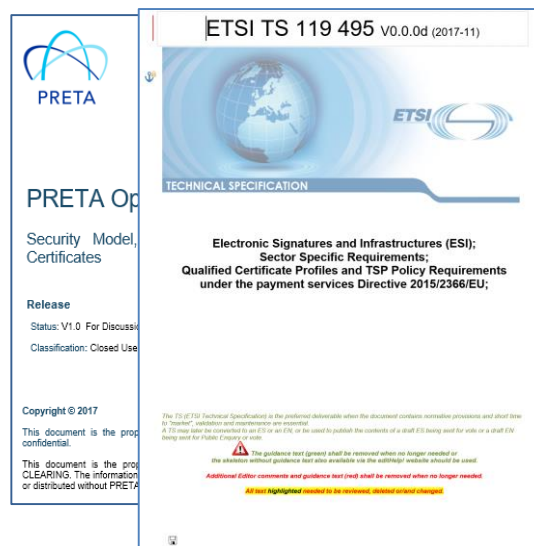 PRETA
PRETA Op
Security Model,
Certificates
Release
Status: V1.0 For Discussi
Classification: Closed Use
Copyright © 2017
This document is the prop
confidential.
This document is the prop
CLEARING. The information
or distributed without PRETA
ETSI TS 119 495 V0.0.0d (2017-11)
ETSI
TECHNICAL SPECIFICATION
Electronic Signatures and Infrastructures (ESI);
Sector Specific Requirements;
Qualified Certificate Profiles and TSP Policy Requirements
under the payment services Directive 2015/2366/EU;
The TS (ETSI Technical Specification) is the preferred deliverable when the document contains normative provisions and short time
to "market", validation and maintenance are essential.
A TS may later be converted to an ES or an EN, or be used to publish the contents of a draft ES being sent for vote or a draft EN
being sent for Public Enquiry or vote.
The guidance text (green) shall be removed when no longer needed or
the skeleton without guidance text also available via the editHelp! website should be used.
Additional Editor comments and guidance text (red) shall be removed when no longer needed.
All text highlighted needed to be reviewed, deleted or/and changed.